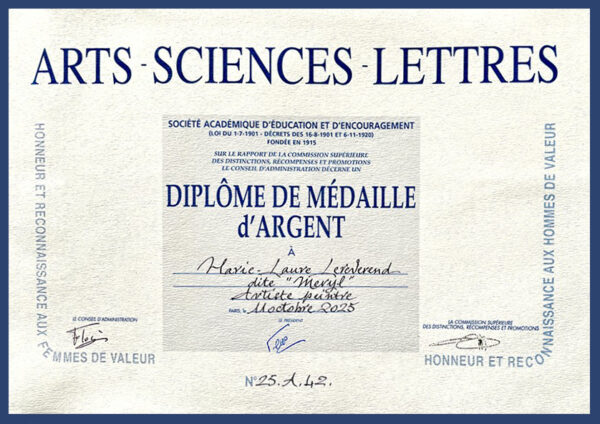 ARTS - SCIENCES - LETTRES
SOCIÉTÉ ACADÉMIQUE D'ÉDUCATION ET D'ENCOURAGEMENT
(LOI DU 1-7-1901 - DÉCRETS DES 16-8-1901 ET 6-11-1920)
FONDÉE EN 1915
SUR LE RAPPORT DE LA COMMISSION SUPÉRIEURE
DES DISTINCTIONS, RÉCOMPENSES ET PROMOTIONS
LE CONSEIL D'ADMINISTRATION DÉCERNE UN
DIPLÔME DE MÉDAILLE
d'ARGENT
À
Marie-Laure Lereverend
dite "Meryl"
Artiste peintre
PARIS, le 11 octobre 2025
LE CONSEIL D'ADMINISTRATION
LE PRÉSIDENT
LA COMMISSION SUPÉRIEURE
DES DISTINCTIONS, RÉCOMPENSES ET PROMOTIONS
HONNEUR ET RECONNAISSANCE AUX FEMMES DE VALEUR
HONNEUR ET RECONNAISSANCE AUX HOMMES DE VALEUR
N° 25.A.42.